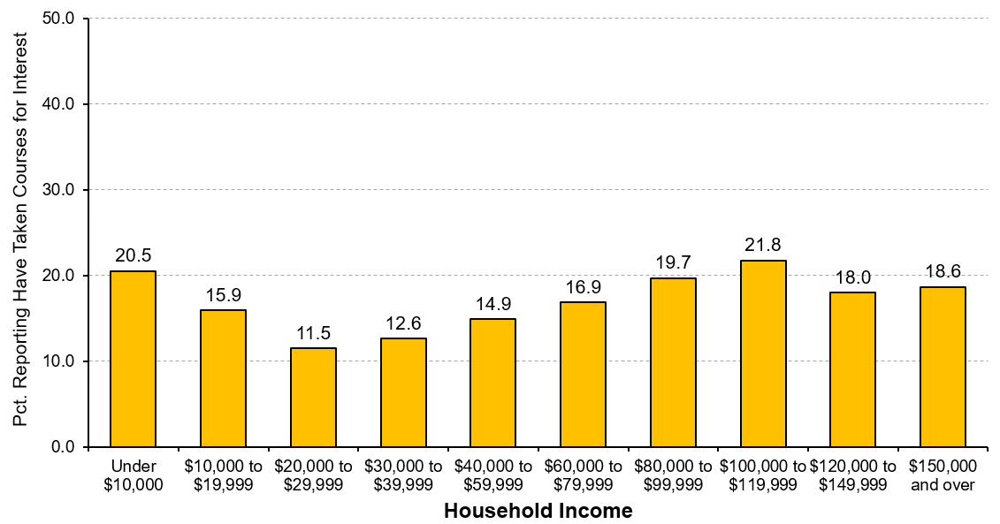 Pct. Reporting Have Taken Courses for Interest
50.0
40.0
30.0
20.0
10.0
0.0
20.5
15.9
11.5
12.6
14.9
16.9
19.7
21.8
18.0
18.6
Under
$10,000
$10,000 to
$19,999
$20,000 to
$29,999
$30,000 to
$39,999
$40,000 to
$59,999
$60,000 to
$79,999
$80,000 to
$99,999
$100,000 to
$119,999
$120,000 to
$149,999
$150,000
and over
Household Income